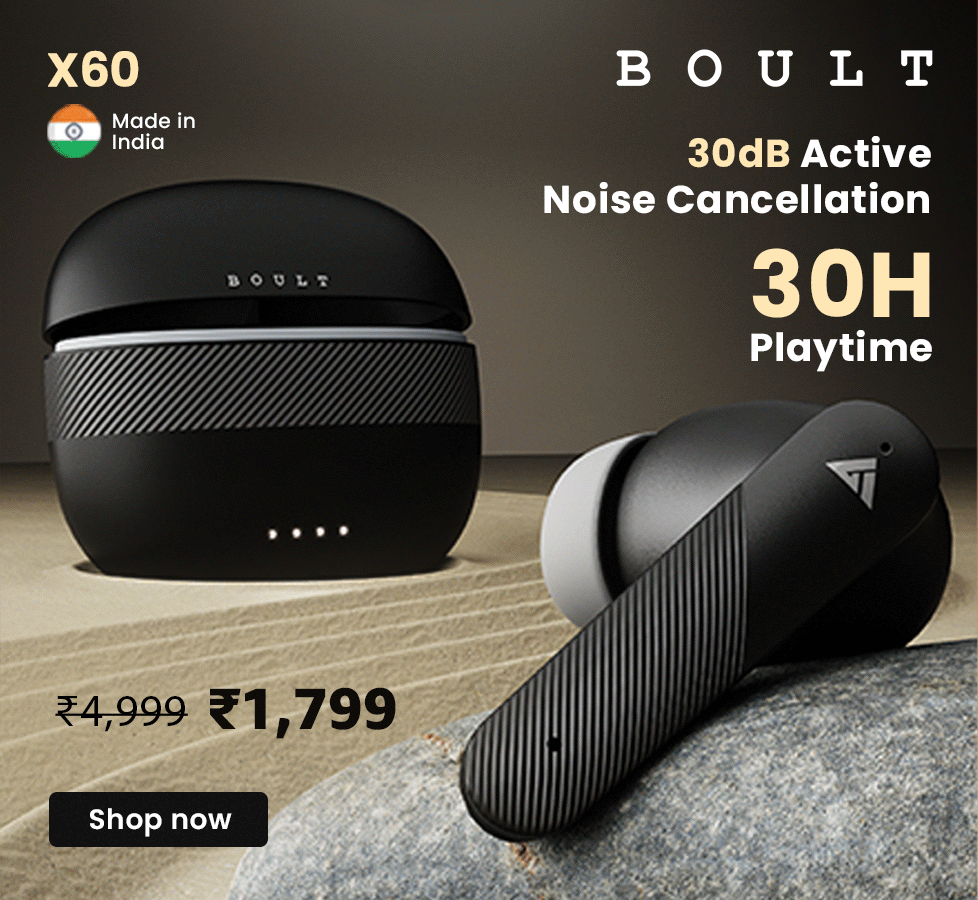 X60
Made in
India
BOULT
30dB Active
Noise Cancellation
30H
Playtime
BOULT
₹4,999 ₹1,799
Shop now